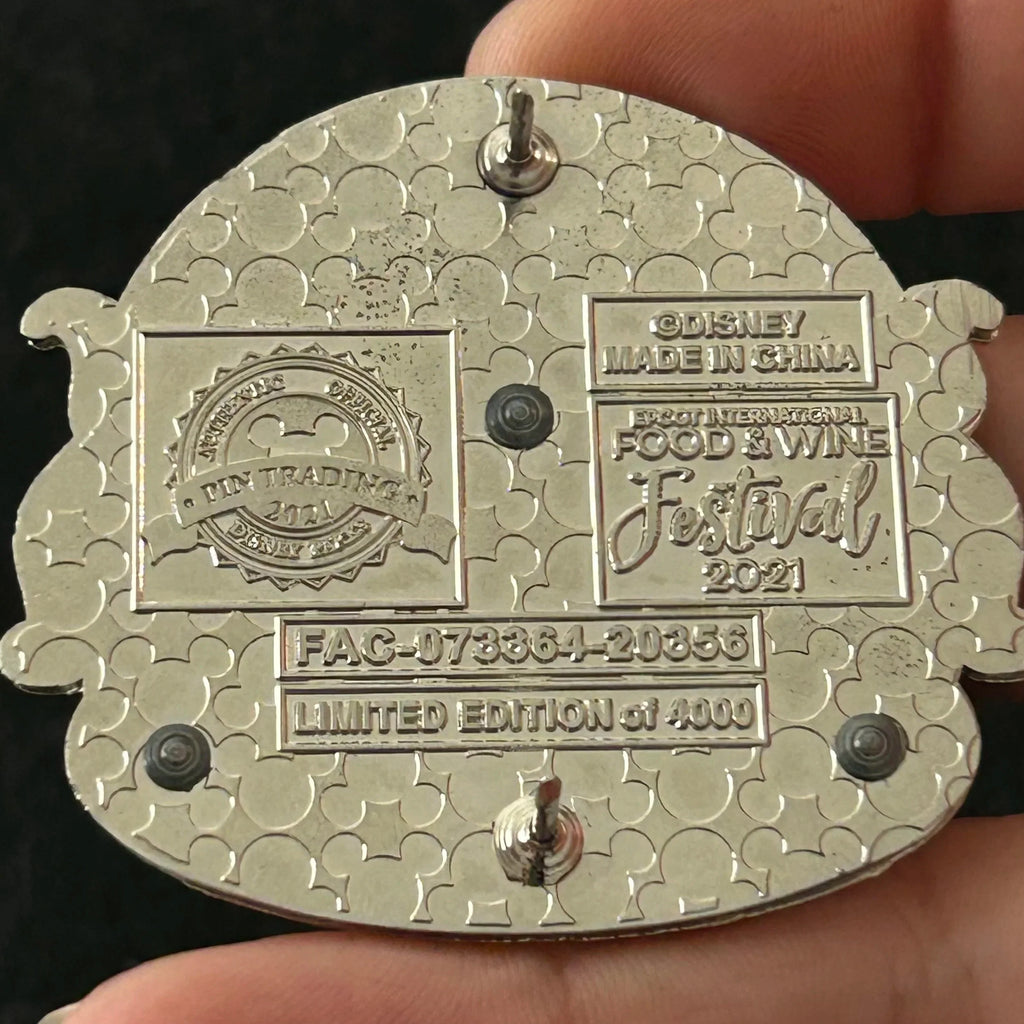 AUTHENTIC OFFICIAL
• PIN TRADING •
2021
DISNEY PARKS
©DISNEY
MADE IN CHINA
EPCOT INTERNATIONAL
FOOD & WINE
Festival
2021
FAC-073364-20356
LIMITED EDITION of 4000